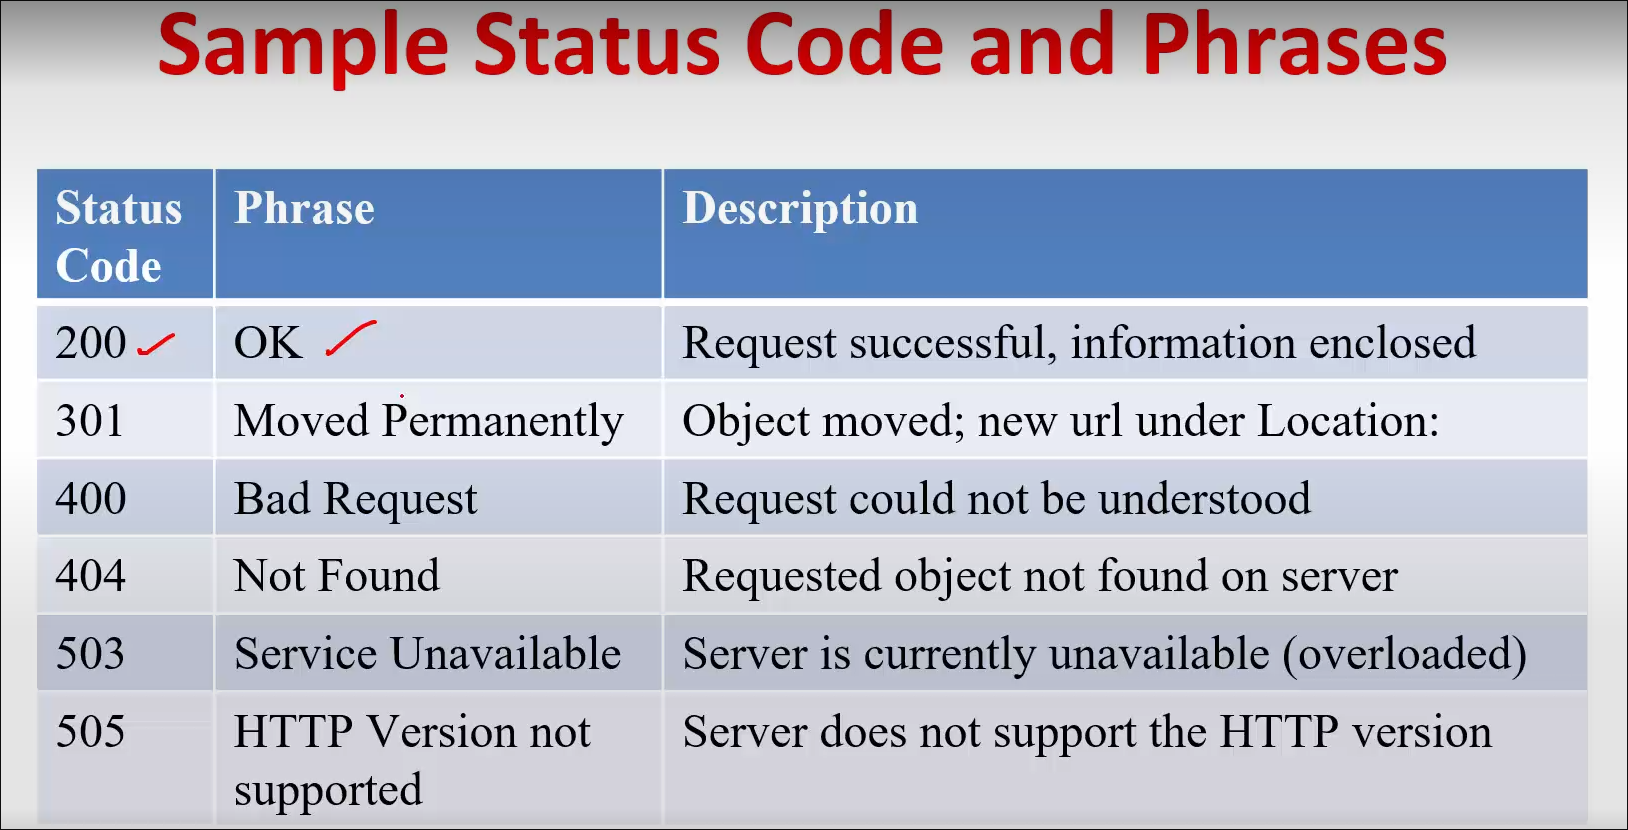 Sample Status Code and Phrases
Status Code Phrase Description
200 OK Request successful, information enclosed
301 Moved Permanently Object moved; new url under Location:
400 Bad Request Request could not be understood
404 Not Found Requested object not found on server
503 Service Unavailable Server is currently unavailable (overloaded)
505 HTTP Version not supported Server does not support the HTTP version